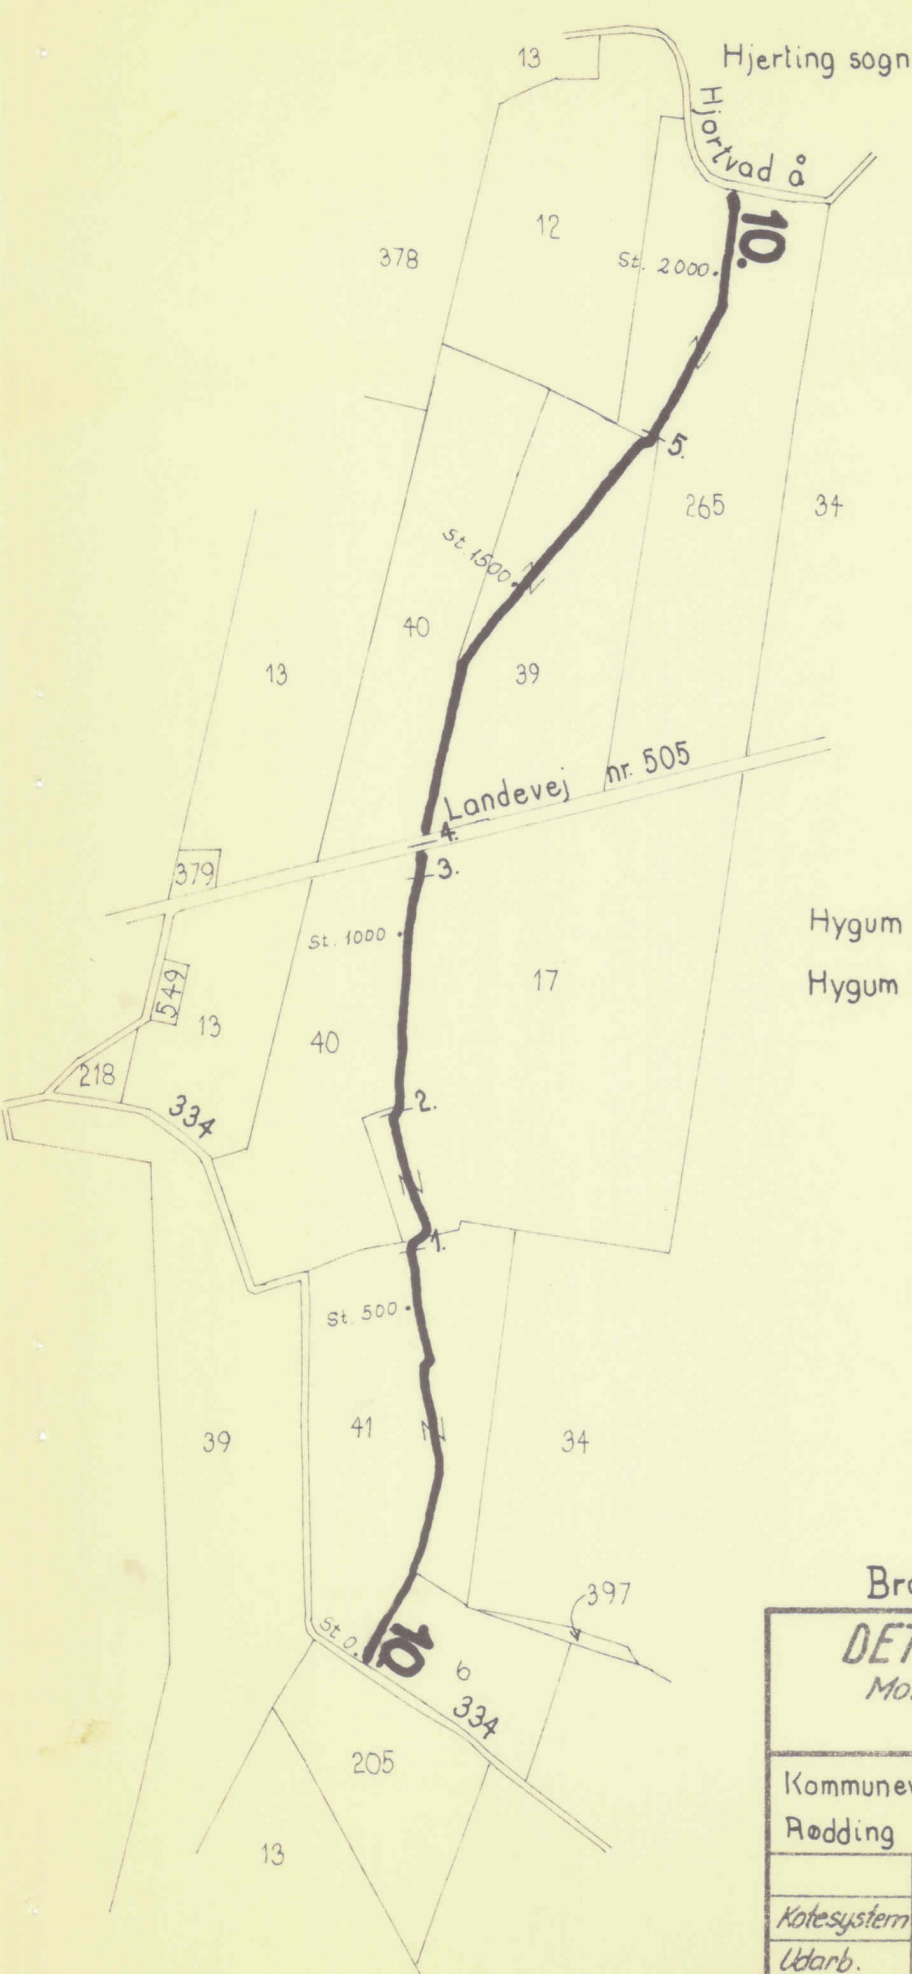 13
Hjerting sogn
Hjortvad å
12
10.
378
St. 2000
5.
265
34
St. 1500
40
13
39
Landevej nr. 505
4.
379
3.
St. 1000
Hygum
17
549
Hygum
13
40
218
2.
334
1.
St. 500
41
39
34
397
St. 0.
10.
6
334
205
13
Kommunev
Rødding
Kotesystem
Udarb.